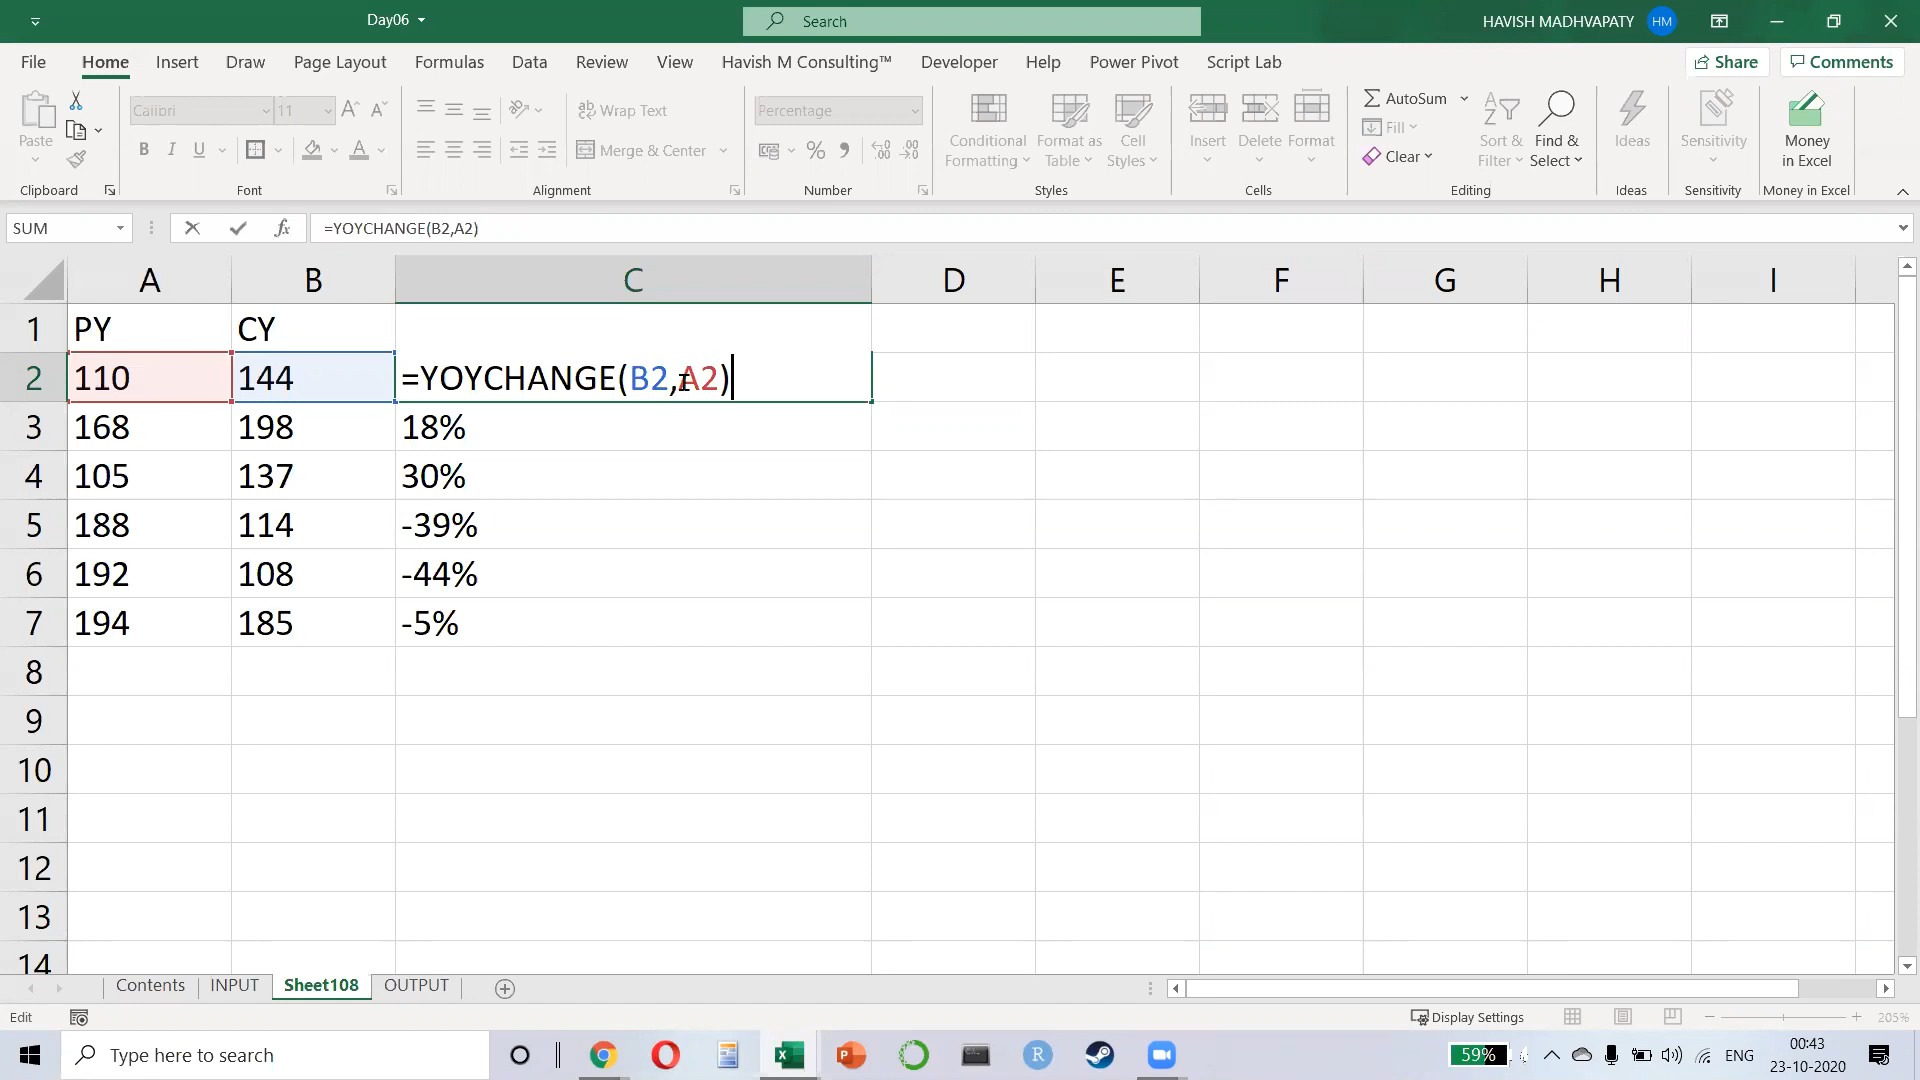 Day06
Search
HAVISH MADHVAPATY HM
File Home Insert Draw Page Layout Formulas Data Review View Havish M Consulting™ Developer Help Power Pivot Script Lab Share Comments
Paste
Calibri 11
B I U
Wrap Text
Merge & Center
Percentage
%
Conditional Formatting
Format as Table
Cell Styles
Insert Delete Format
AutoSum
Fill
Clear
Sort & Filter
Find & Select
Ideas
Sensitivity
Money in Excel
Clipboard Font Alignment Number Styles Cells Editing Ideas Sensitivity Money in Excel
SUM fx =YOYCHANGE(B2,A2)
A B C D E F G H I
1 PY CY
2 110 144 =YOYCHANGE(B2,A2)
3 168 198 18%
4 105 137 30%
5 188 114 -39%
6 192 108 -44%
7 194 185 -5%
8
9
10
11
12
13
14
Contents INPUT Sheet108 OUTPUT
Edit Display Settings 205%
Type here to search
59% ENG 00:43
23-10-2020